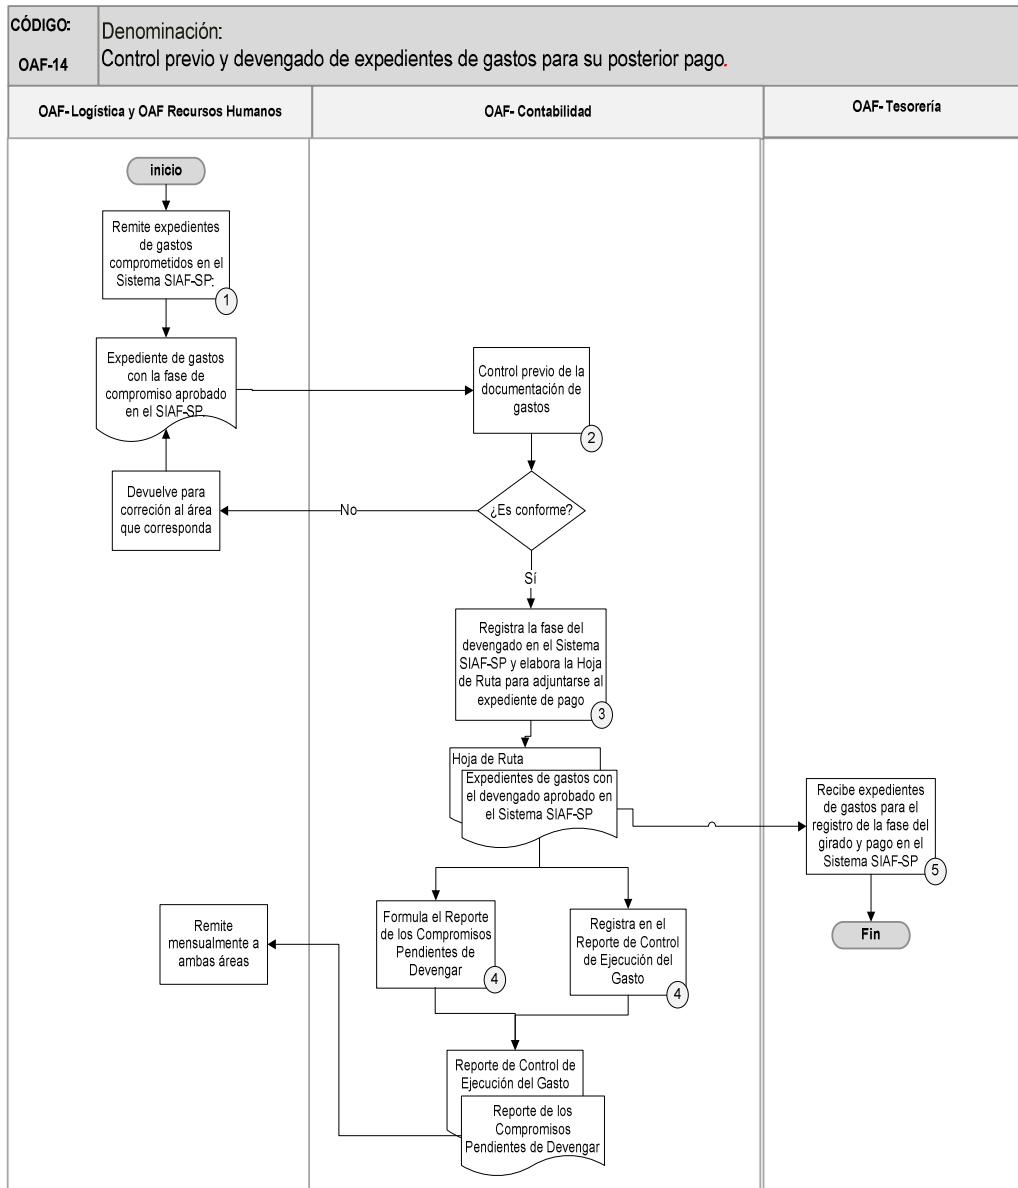 CÓDIGO:
OAF-14
Denominación:
Control previo y devengado de expedientes de gastos para su posterior pago.
OAF- Logística y OAF Recursos Humanos
OAF- Contabilidad
OAF- Tesorería
inicio
Remite expedientes
de gastos
comprometidos en el
Sistema SIAF-SP:
1
Expediente de gastos
con la fase de
compromiso aprobado
en el SIAF-SP.
Control previo de la
documentación de
gastos
2
Devuelve para
correción al área
que corresponda
No
¿Es conforme?
Sí
Registra la fase del
devengado en el Sistema
SIAF-SP y elabora la Hoja
de Ruta para adjuntarse al
expediente de pago
3
Hoja de Ruta
Expedientes de gastos con
el devengado aprobado en
el Sistema SIAF-SP
Recibe expedientes
de gastos para el
registro de la fase del
girado y pago en el
Sistema SIAF-SP
5
Fin
Formula el Reporte
de los Compromisos
Pendientes de
Devengar
4
Registra en el
Reporte de Control
de Ejecución del
Gasto
4
Remite
mensualmente a
ambas áreas
Reporte de Control de
Ejecución del Gasto
Reporte de los
Compromisos
Pendientes de Devengar